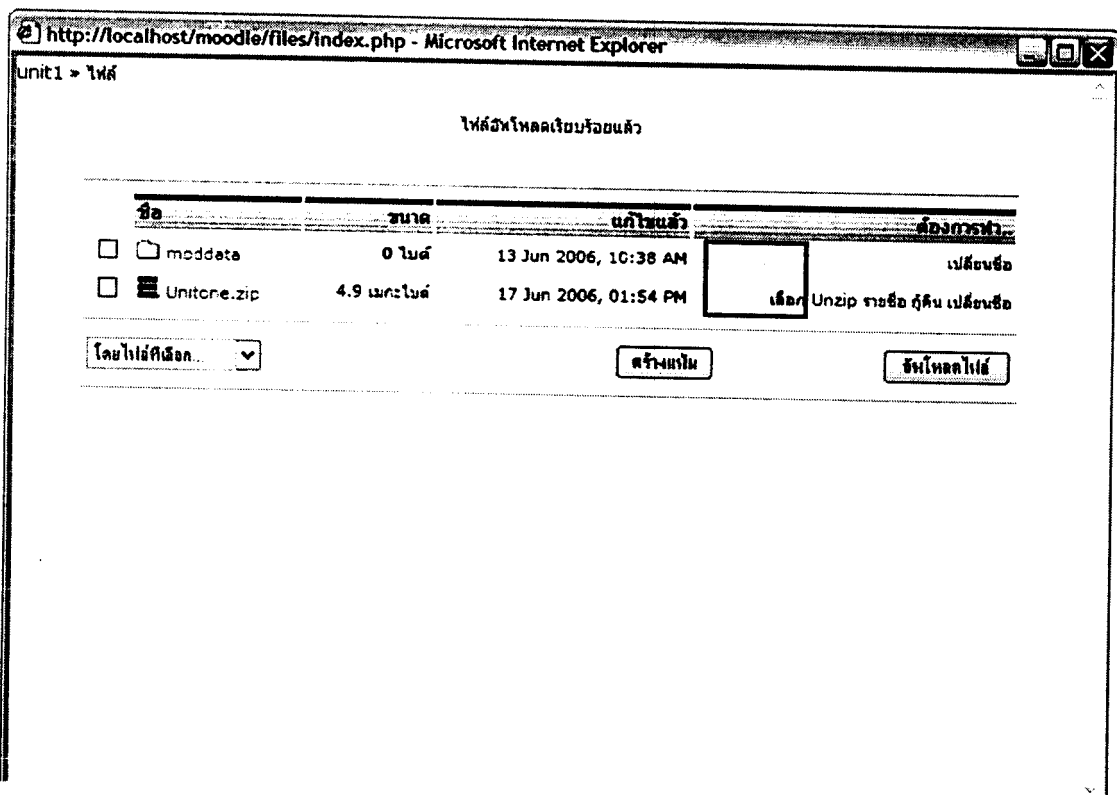 http://localhost/moodle/files/index.php - Microsoft Internet Explorer
unit1 » ไฟล์
ไฟล์อัพโหลดเรียบร้อยแล้ว
ชื่อ ขนาด แก้ไขแล้ว ต้องการทำ...
moddata 0 ไบต์ 13 Jun 2006, 10:38 AM เปลี่ยนชื่อ
Unitone.zip 4.9 เมกะไบต์ 17 Jun 2006, 01:54 PM เลือก Unzip รายชื่อ กู้คืน เปลี่ยนชื่อ
โดยไฟล์ที่เลือก... สร้างแฟ้ม อัพโหลดไฟล์